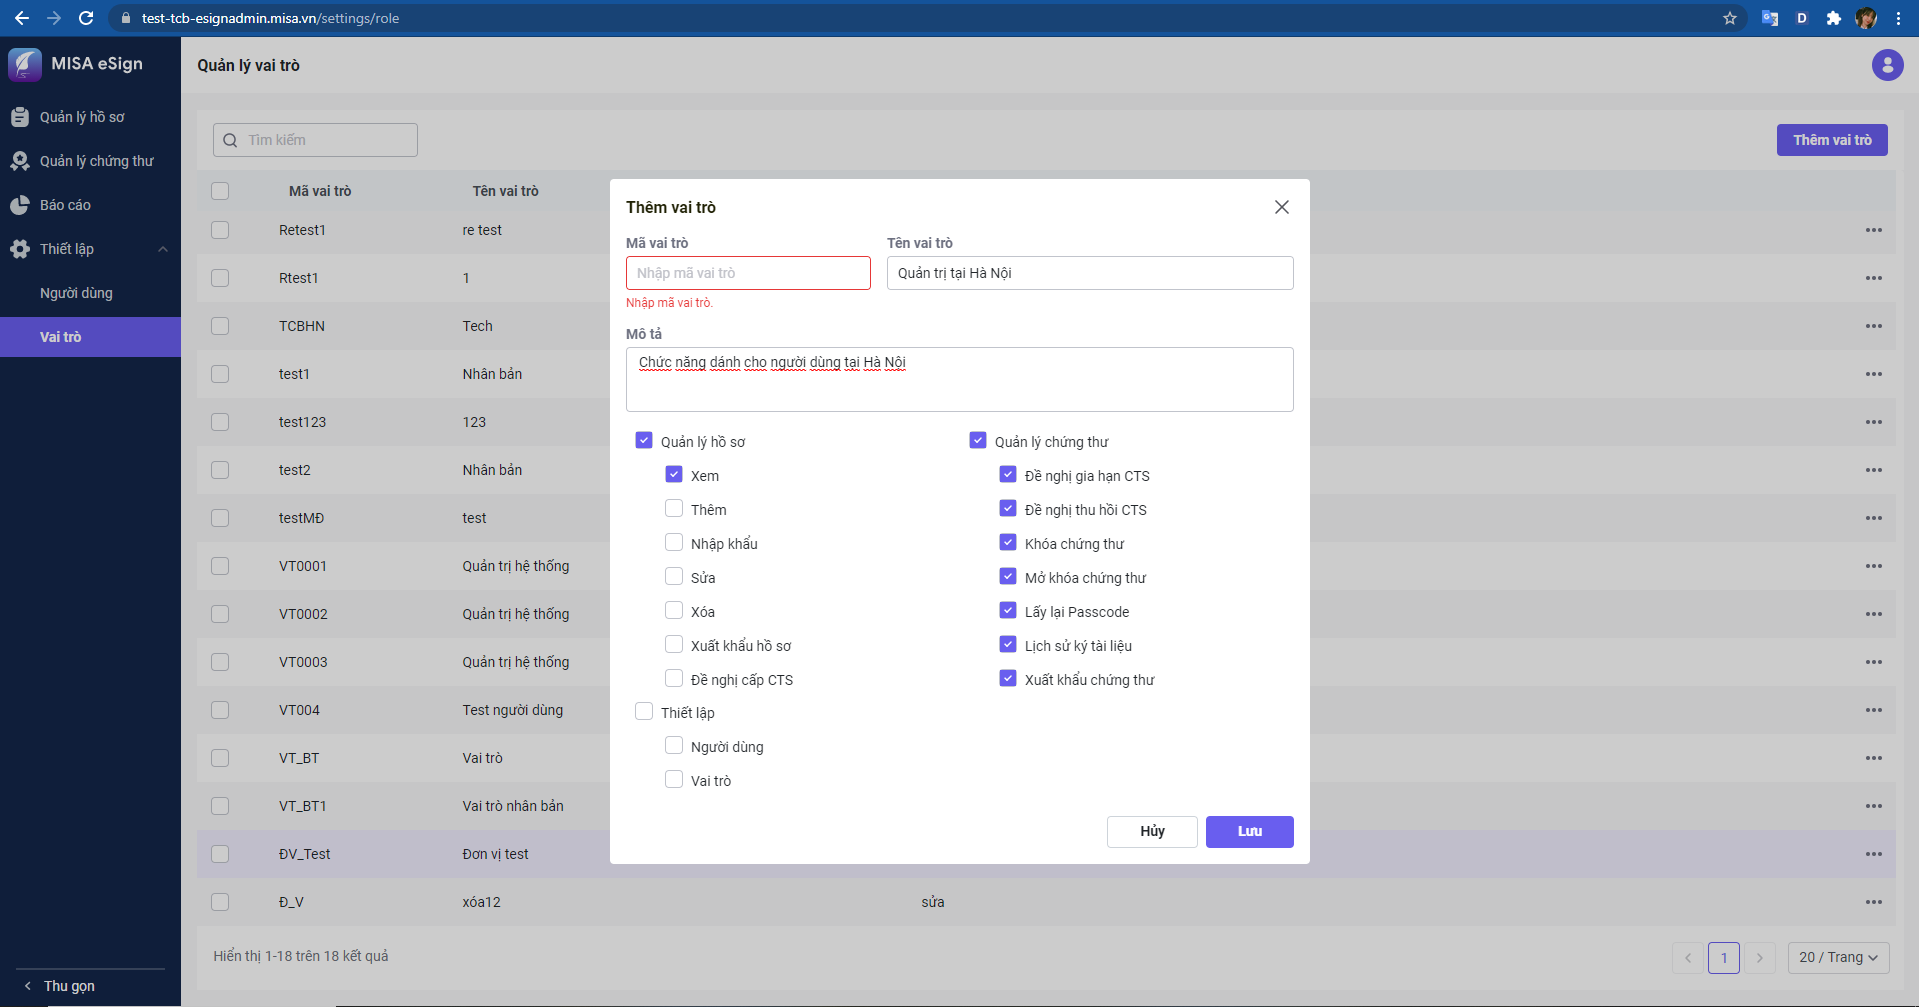 test-tcb-esignadmin.misa.vn/settings/role
MISA eSign
Quản lý vai trò
Quản lý hồ sơ
Quản lý chứng thư
Báo cáo
Thiết lập
Người dùng
Vai trò
Thu gọn
Tìm kiếm
Thêm vai trò
Mã vai trò Tên vai trò
Retest1 re test
Rtest1 1
TCBHN Tech
test1 Nhân bản
test123 123
test2 Nhân bản
testMĐ test
VT0001 Quản trị hệ thống
VT0002 Quản trị hệ thống
VT0003 Quản trị hệ thống
VT004 Test người dùng
VT_BT Vai trò
VT_BT1 Vai trò nhân bản
ĐV_Test Đơn vị test
Đ_V xóa12 sửa
Hiển thị 1-18 trên 18 kết quả
1
20 / Trang
Thêm vai trò
Mã vai trò Tên vai trò
Nhập mã vai trò Quản trị tại Hà Nội
Nhập mã vai trò.
Mô tả
Chức năng dánh cho người dùng tại Hà Nội
Quản lý hồ sơ
Xem
Thêm
Nhập khẩu
Sửa
Xóa
Xuất khẩu hồ sơ
Đề nghị cấp CTS
Thiết lập
Người dùng
Vai trò
Quản lý chứng thư
Đề nghị gia hạn CTS
Đề nghị thu hồi CTS
Khóa chứng thư
Mở khóa chứng thư
Lấy lại Passcode
Lịch sử ký tài liệu
Xuất khẩu chứng thư
Hủy Lưu